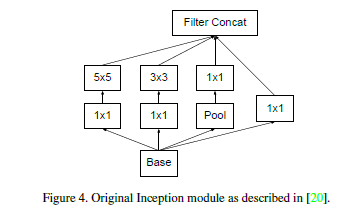 Filter Concat
5x5 3x3 1x1
1x1 1x1 Pool 1x1
Base
Figure 4. Original Inception module as described in [20].